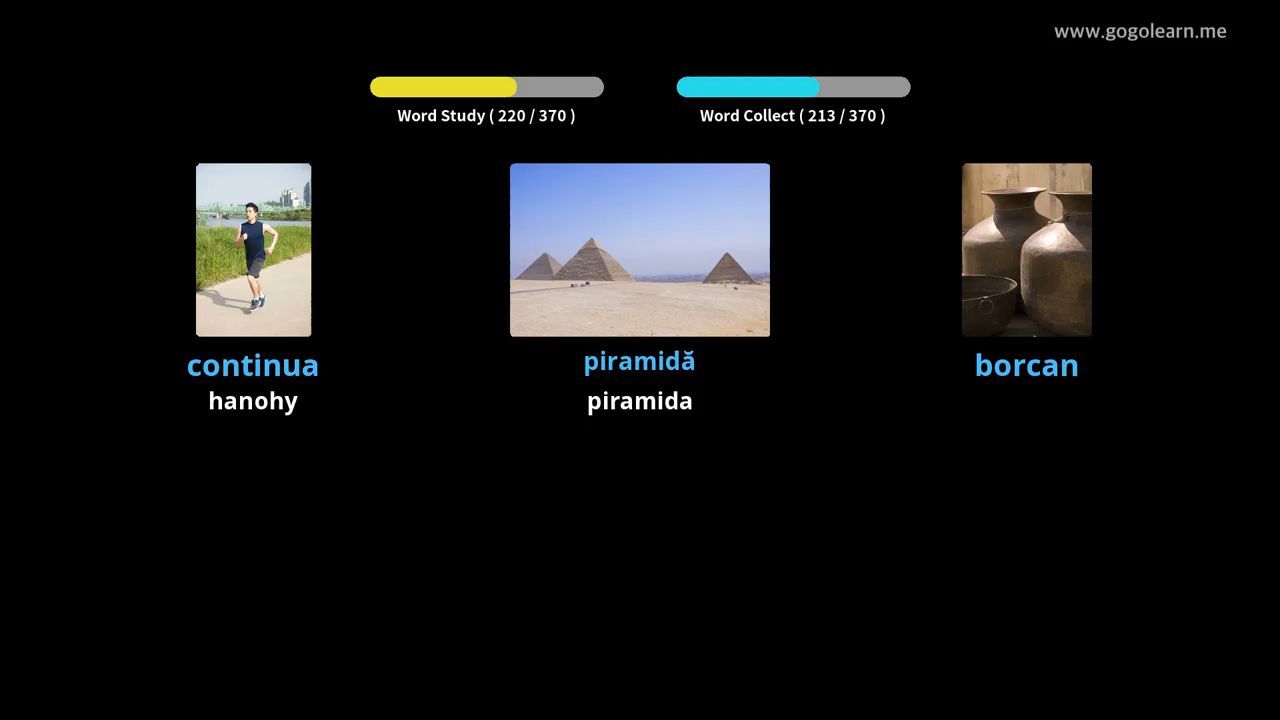 www.gogolearn.me
Word Study ( 220 / 370 )
Word Collect ( 213 / 370 )
continua
hanohy
piramidă
piramida
borcan